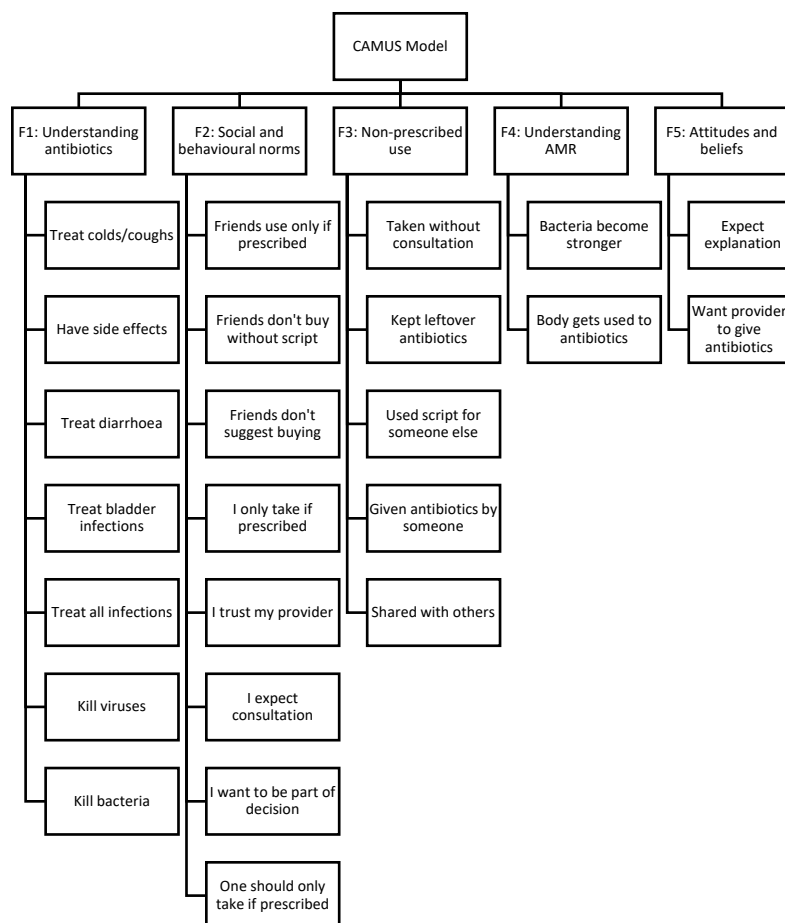 CAMUS Model
F1: Understanding
antibiotics
F2: Social and
behavioural norms
F3: Non-prescribed
use
F4: Understanding
AMR
F5: Attitudes and
beliefs
Treat colds/coughs
Have side effects
Treat diarrhoea
Treat bladder
infections
Treat all infections
Kill viruses
Kill bacteria
Friends use only if
prescribed
Friends don't buy
without script
Friends don't
suggest buying
I only take if
prescribed
I trust my provider
I expect
consultation
I want to be part of
decision
One should only
take if prescribed
Taken without
consultation
Kept leftover
antibiotics
Used script for
someone else
Given antibiotics by
someone
Shared with others
Bacteria become
stronger
Body gets used to
antibiotics
Expect
explanation
Want provider
to give
antibiotics